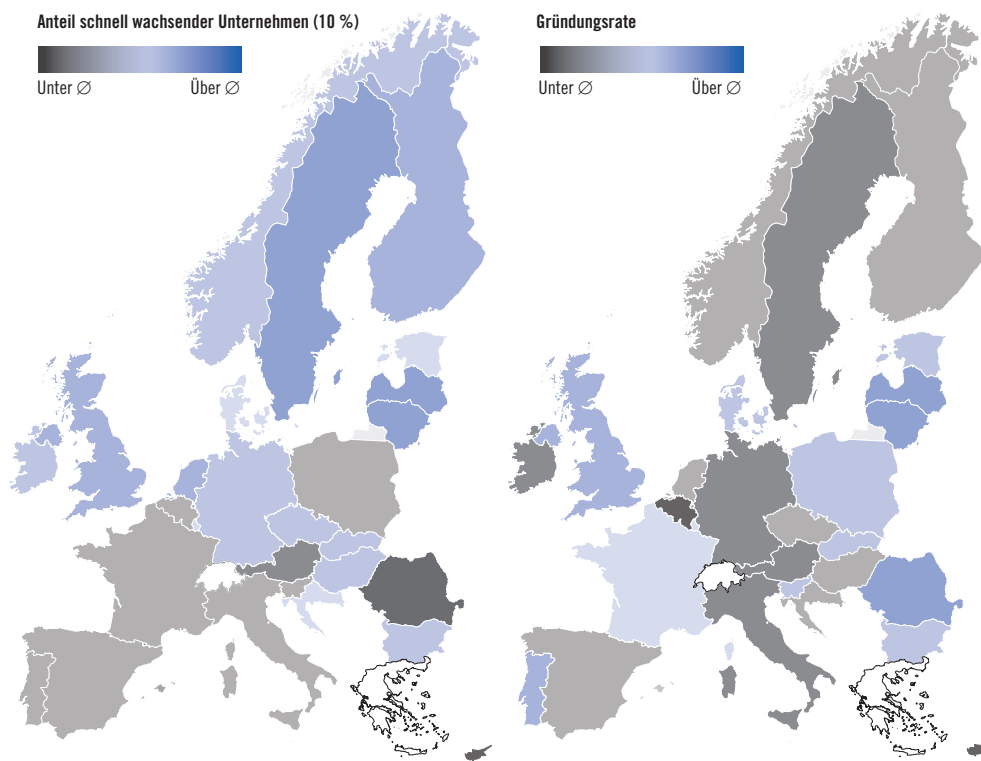 Anteil schnell wachsender Unternehmen (10 %)
Unter ∅ Über ∅
Gründungsrate
Unter ∅ Über ∅